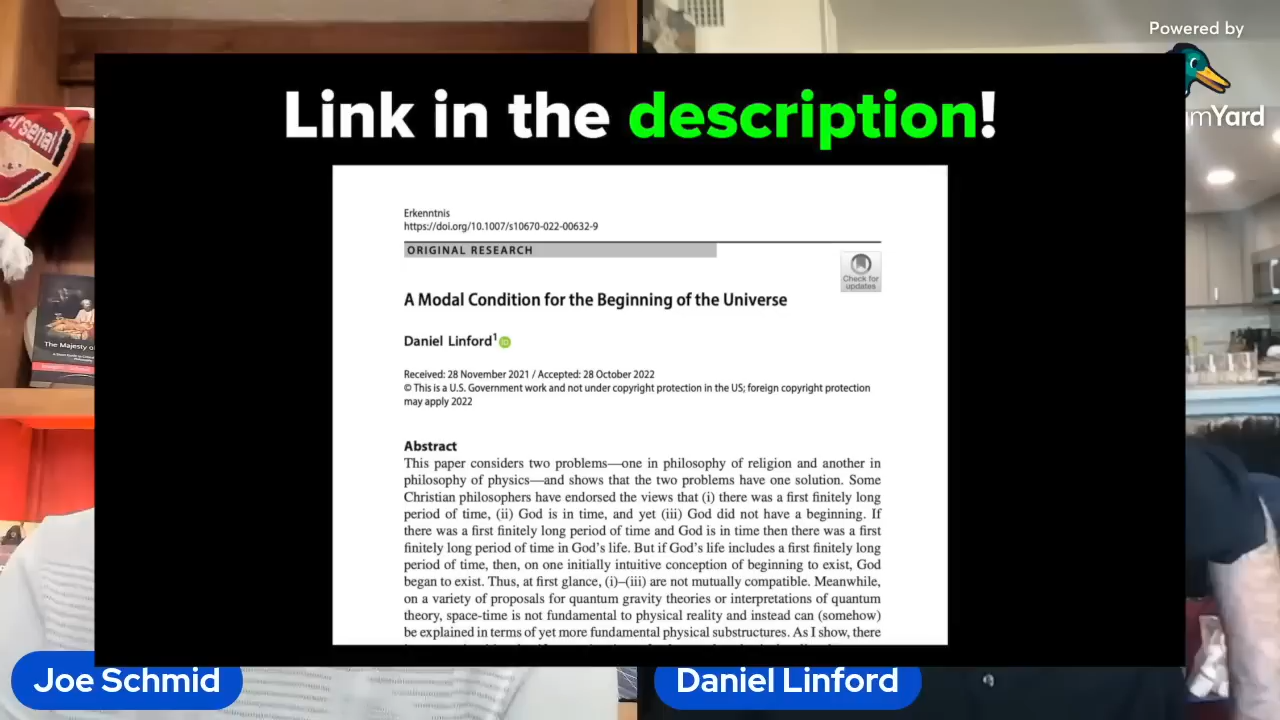 Powered by
mYard
Link in the description!
Arsenal
Erkenntnis
https://doi.org/10.1007/s10670-022-00632-9
ORIGINAL RESEARCH
Check for
updates
A Modal Condition for the Beginning of the Universe
Daniel Linford1
Received: 28 November 2021 / Accepted: 28 October 2022
© This is a U.S. Government work and not under copyright protection in the US; foreign copyright protection
may apply 2022
Abstract
This paper considers two problems—one in philosophy of religion and another in
philosophy of physics—and shows that the two problems have one solution. Some
Christian philosophers have endorsed the views that (i) there was a first finitely long
period of time, (ii) God is in time, and yet (iii) God did not have a beginning. If
there was a first finitely long period of time and God is in time then there was a first
finitely long period of time in God's life. But if God's life includes a first finitely long
period of time, then, on one initially intuitive conception of beginning to exist, God
began to exist. Thus, at first glance, (i)–(iii) are not mutually compatible. Meanwhile,
on a variety of proposals for quantum gravity theories or interpretations of quantum
theory, space-time is not fundamental to physical reality and instead can (somehow)
be explained in terms of yet more fundamental physical substructures. As I show, there
The Majesty of
Joe Schmid
Daniel Linford